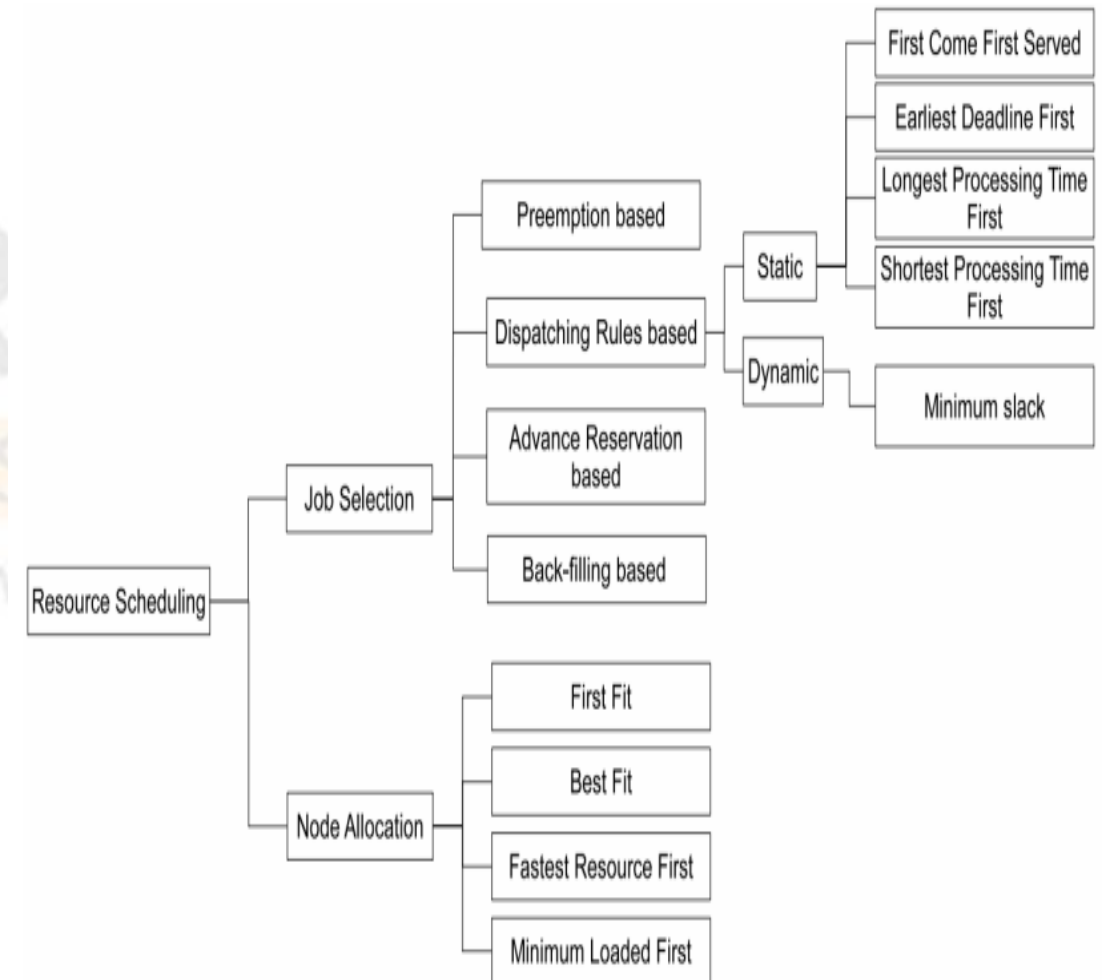 First Come First Served
Earliest Deadline First
Longest Processing Time
First
Shortest Processing Time
First
Preemption based
Static
Dispatching Rules based
Dynamic
Minimum slack
Advance Reservation
based
Job Selection
Back-filling based
Resource Scheduling
First Fit
Best Fit
Node Allocation
Fastest Resource First
Minimum Loaded First